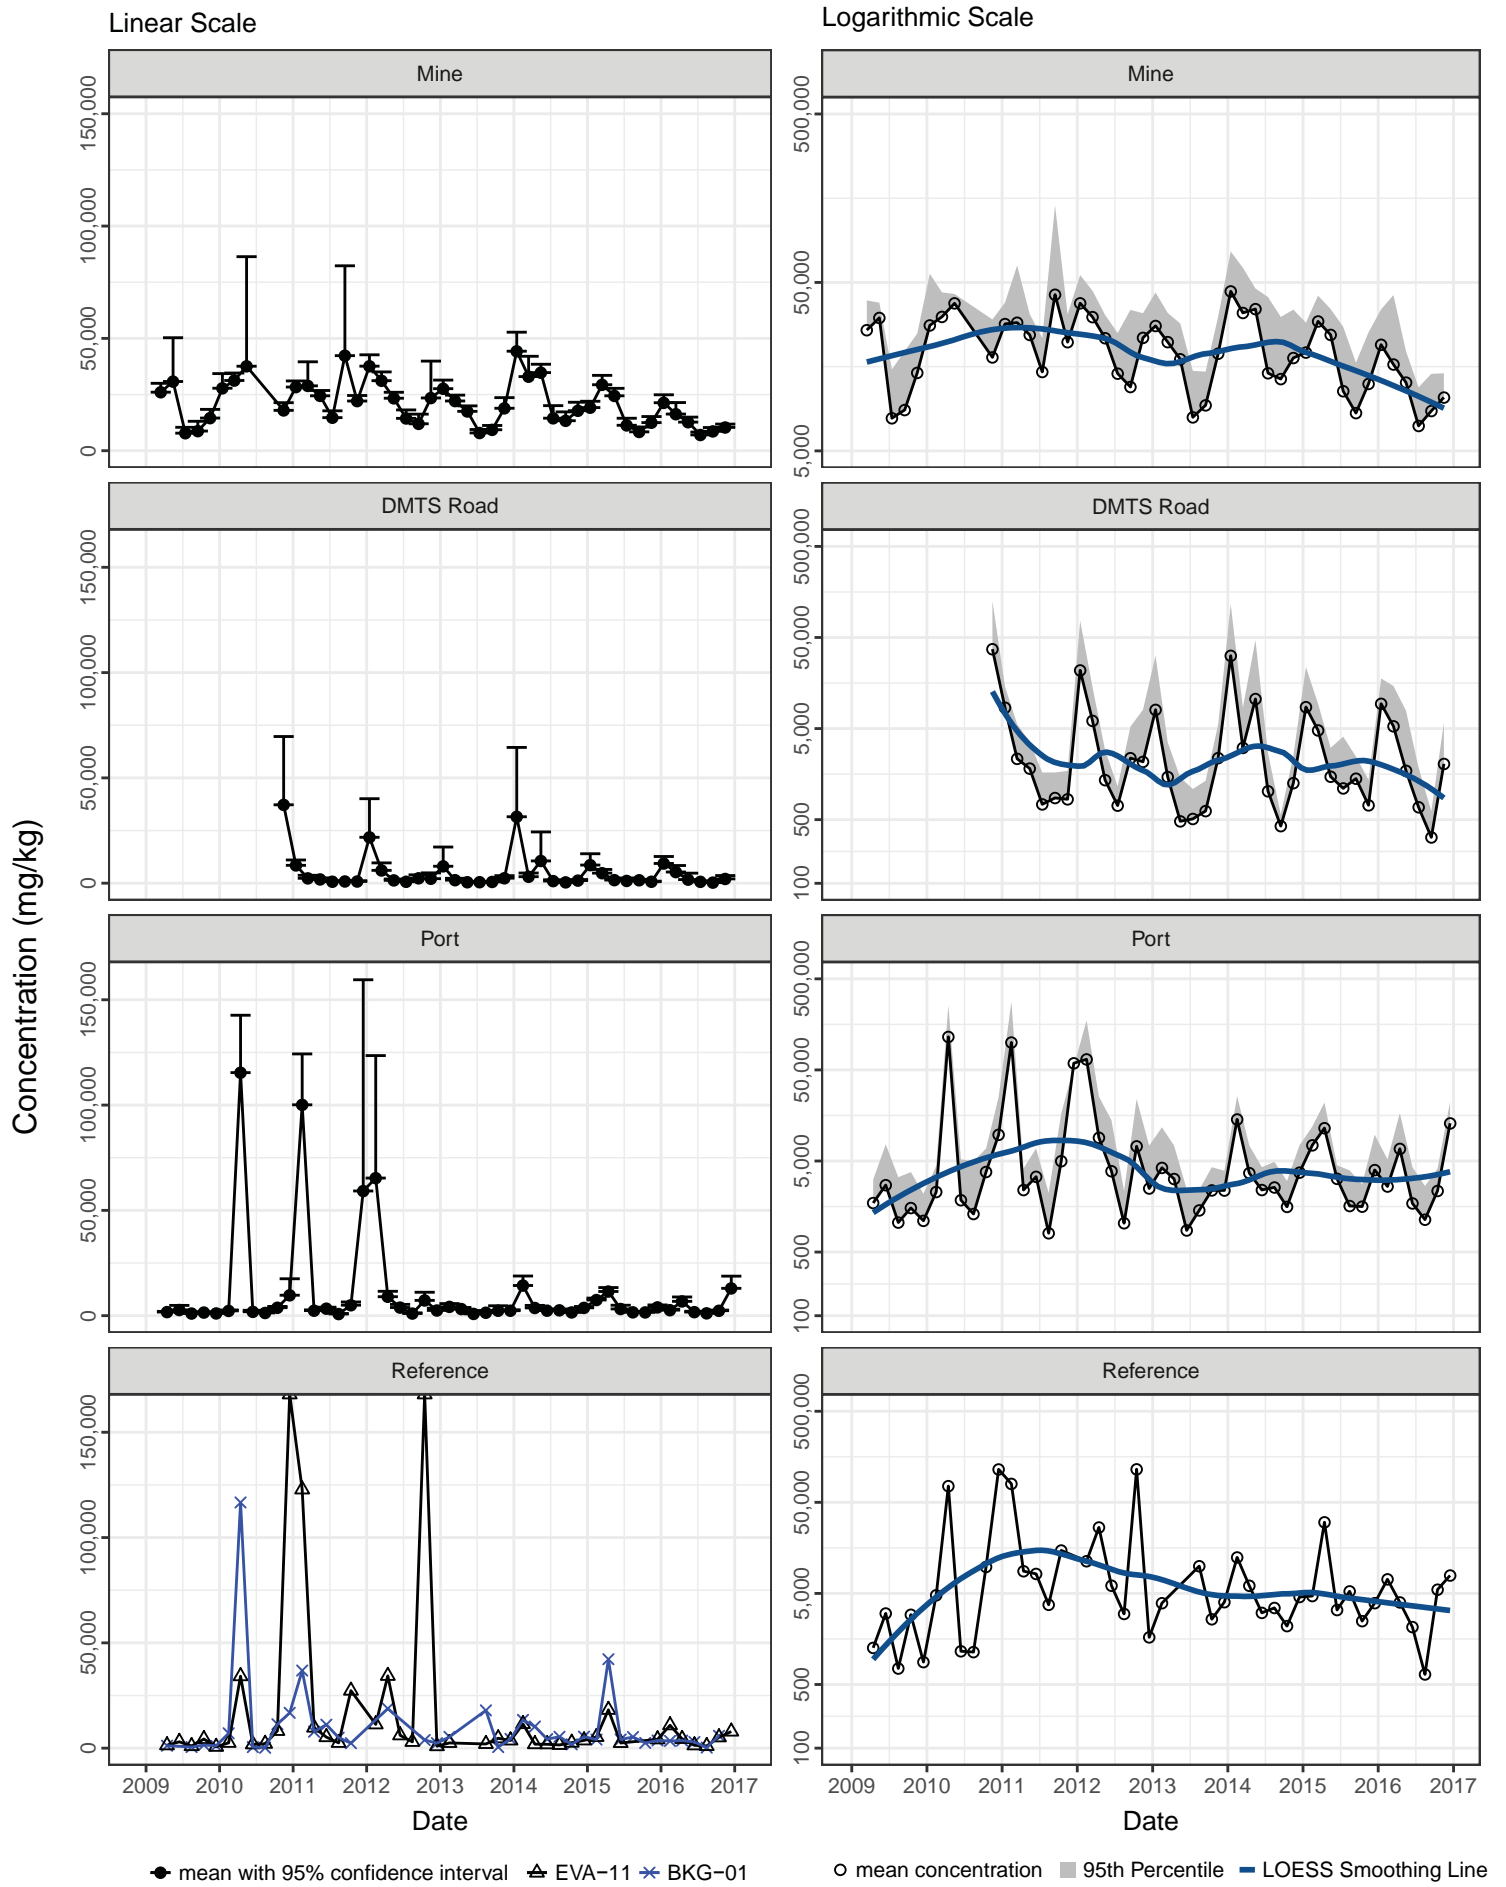 Linear Scale
Logarithmic Scale
Concentration (mg/kg)
Mine
150,000
100,000
50,000
0
Mine
500,000
50,000
5,000
DMTS Road
150,000
100,000
50,000
0
DMTS Road
500,000
50,000
5,000
500
100
Port
150,000
100,000
50,000
0
Port
500,000
50,000
5,000
500
100
Reference
150,000
100,000
50,000
0
Reference
500,000
50,000
5,000
500
100
2009 2010 2011 2012 2013 2014 2015 2016 2017
2009 2010 2011 2012 2013 2014 2015 2016 2017
Date
Date
mean with 95% confidence interval EVA−11 BKG−01
mean concentration 95th Percentile LOESS Smoothing Line